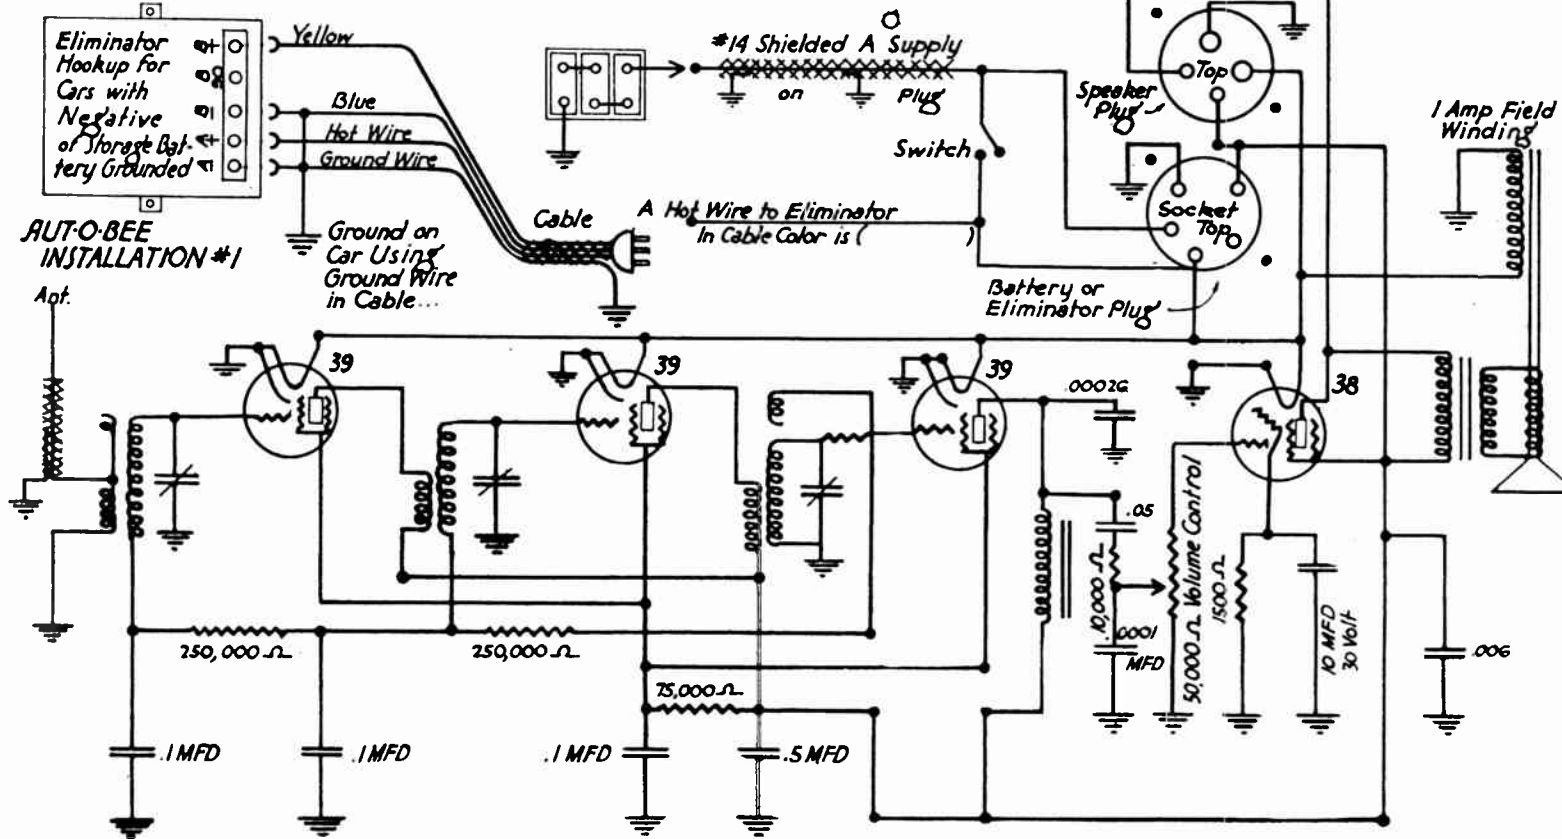 Eliminator
Hookup for
Cars with
Negative
of Storage Bat-
tery Grounded
B+
90
B-
A+
A-
Yellow
Blue
Hot Wire
Ground Wire
Cable
Ground on
Car Using
Ground Wire
in Cable...
AUT-O-BEE
INSTALLATION #1
#14 Shielded A Supply
on Plug
Switch
A Hot Wire to Eliminator
In Cable Color is ( )
Speaker
Plug
Top
Socket
Top
Battery or
Eliminator Plug
1 Amp Field
Winding
Ant.
39
39
39
38
.00026
.05
10,000 Ω
.0001
MFD
50,000 Ω Volume Control
1500 Ω
10 MFD
30 Volt
.006
250,000 Ω
250,000 Ω
75,000 Ω
.1 MFD
.1 MFD
.1 MFD
.5 MFD